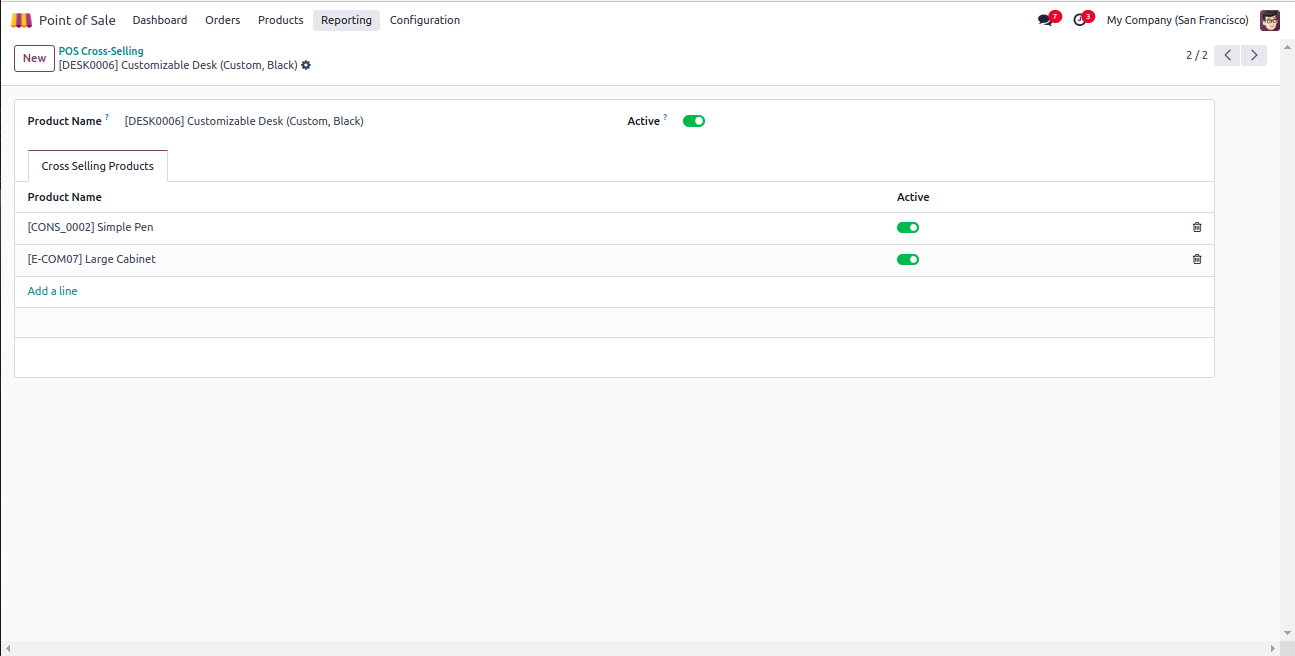 Point of Sale Dashboard Orders Products Reporting Configuration 7 3 My Company (San Francisco)
New POS Cross-Selling 2 / 2
[DESK0006] Customizable Desk (Custom, Black)
Product Name ? [DESK0006] Customizable Desk (Custom, Black) Active ?
Cross Selling Products
Product Name Active
[CONS_0002] Simple Pen
[E-COM07] Large Cabinet
Add a line